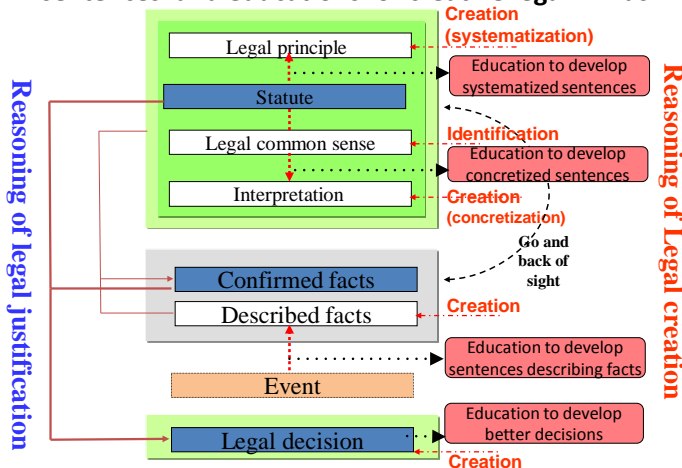 Creation
(systematization)
Legal principle
Education to develop
systematized sentences
Statute
Identification
Legal common sense
Education to develop
concretized sentences
Interpretation
Creation
(concretization)
Go and
back of
sight
Confirmed facts
Described facts
Creation
Education to develop
sentences describing facts
Event
Education to develop
better decisions
Legal decision
Creation
Reasoning of legal justification
Reasoning of Legal creation